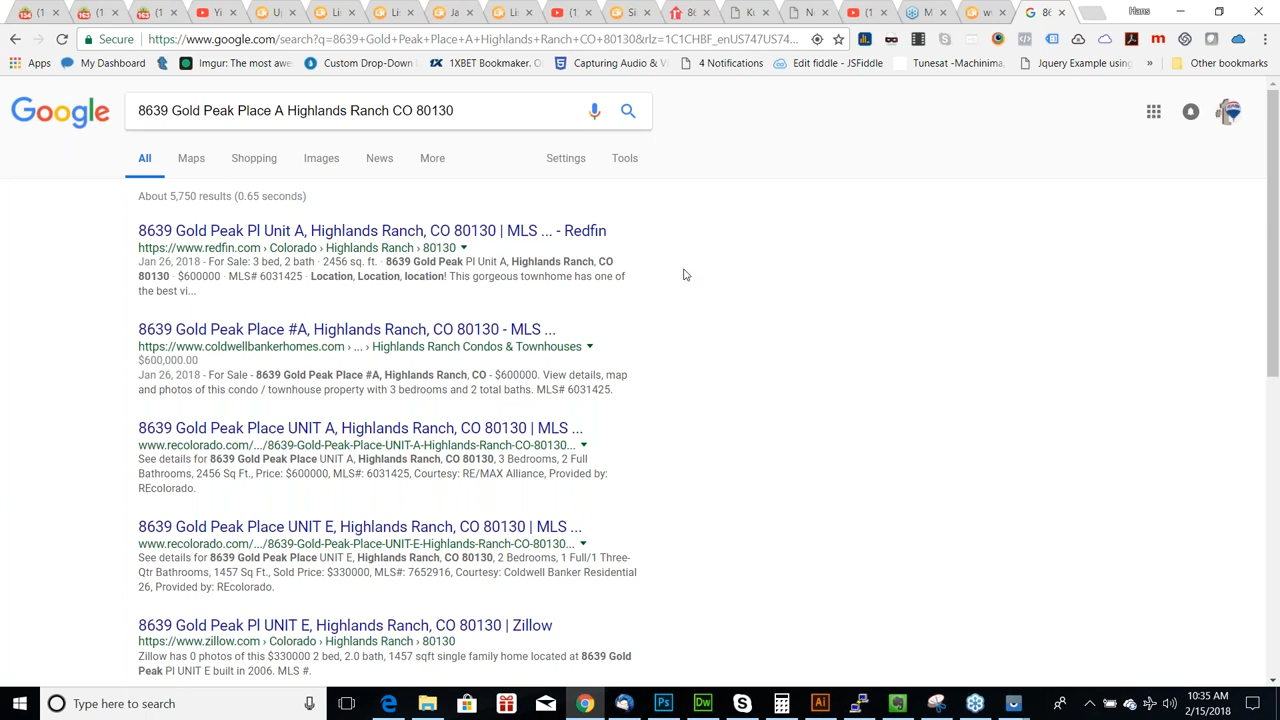 (1
(1
(1
Yi
U
Li
Li
Ja
Li
(1
Si
8
K
N
(1
M
w
8
Hans
Secure
https://www.google.com/search?q=8639+Gold+Peak+Place+A+Highlands+Ranch+CO+80130&rlz=1C1CHBF_enUS747US74...
Apps
My Dashboard
Imgur: The most awe
Custom Drop-Down L
1XBET Bookmaker. O
Capturing Audio & Vi
4 Notifications
Edit fiddle - JSFiddle
Tunesat -Machinima,
Jquery Example using
»
Other bookmarks
Google
8639 Gold Peak Place A Highlands Ranch CO 80130
All Maps Shopping Images News More Settings Tools
About 5,750 results (0.65 seconds)
8639 Gold Peak Pl Unit A, Highlands Ranch, CO 80130 | MLS ... - Redfin
https://www.redfin.com › Colorado › Highlands Ranch › 80130
Jan 26, 2018 - For Sale: 3 bed, 2 bath · 2456 sq. ft. · 8639 Gold Peak Pl Unit A, Highlands Ranch, CO
80130 · $600000 · MLS# 6031425 · Location, Location, location! This gorgeous townhome has one of
the best vi...
8639 Gold Peak Place #A, Highlands Ranch, CO 80130 - MLS ...
https://www.coldwellbankerhomes.com › ... › Highlands Ranch Condos & Townhouses
$600,000.00
Jan 26, 2018 - For Sale - 8639 Gold Peak Place #A, Highlands Ranch, CO - $600000. View details, map
and photos of this condo / townhouse property with 3 bedrooms and 2 total baths. MLS# 6031425.
8639 Gold Peak Place UNIT A, Highlands Ranch, CO 80130 | MLS ...
www.recolorado.com/.../8639-Gold-Peak-Place-UNIT-A-Highlands-Ranch-CO-80130...
See details for 8639 Gold Peak Place UNIT A, Highlands Ranch, CO 80130, 3 Bedrooms, 2 Full
Bathrooms, 2456 Sq Ft., Price: $600000, MLS#: 6031425, Courtesy: RE/MAX Alliance, Provided by:
REcolorado.
8639 Gold Peak Place UNIT E, Highlands Ranch, CO 80130 | MLS ...
www.recolorado.com/.../8639-Gold-Peak-Place-UNIT-E-Highlands-Ranch-CO-80130...
See details for 8639 Gold Peak Place UNIT E, Highlands Ranch, CO 80130, 2 Bedrooms, 1 Full/1 Three-
Qtr Bathrooms, 1457 Sq Ft., Sold Price: $330000, MLS#: 7652916, Courtesy: Coldwell Banker Residential
26, Provided by: REcolorado.
8639 Gold Peak Pl UNIT E, Highlands Ranch, CO 80130 | Zillow
https://www.zillow.com › Colorado › Highlands Ranch › 80130
Zillow has 0 photos of this $330000 2 bed, 2.0 bath, 1457 sqft single family home located at 8639 Gold
Peak Pl UNIT E built in 2006. MLS #.
Type here to search
10:35 AM
2/15/2018